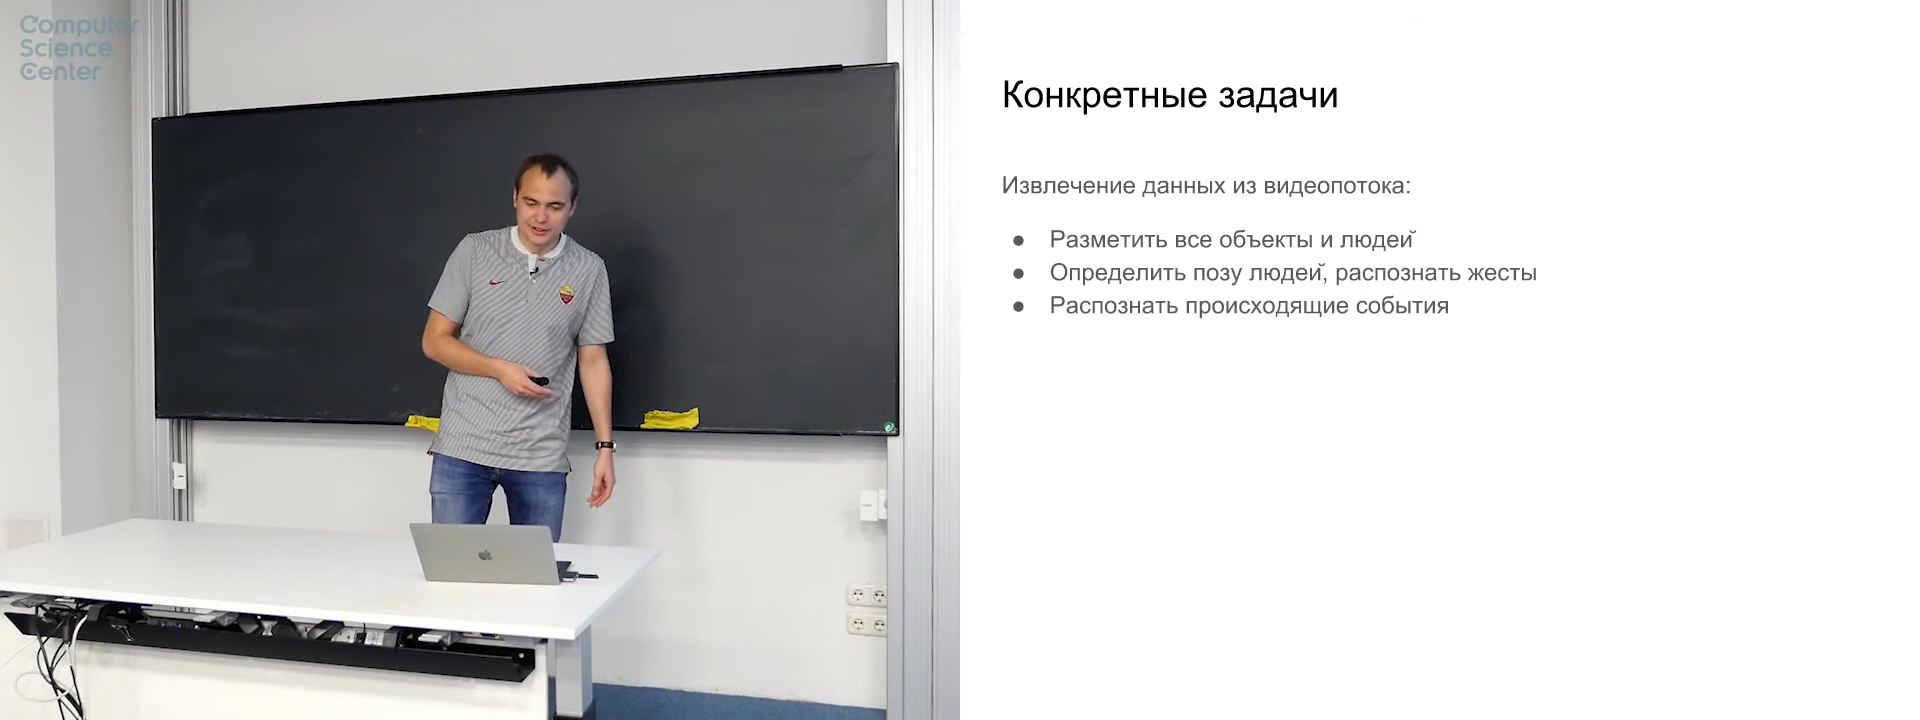 Computer
Science
Center
Конкретные задачи
Извлечение данных из видеопотока:
● Разметить все объекты и людей
● Определить позу людей, распознать жесты
● Распознать происходящие события